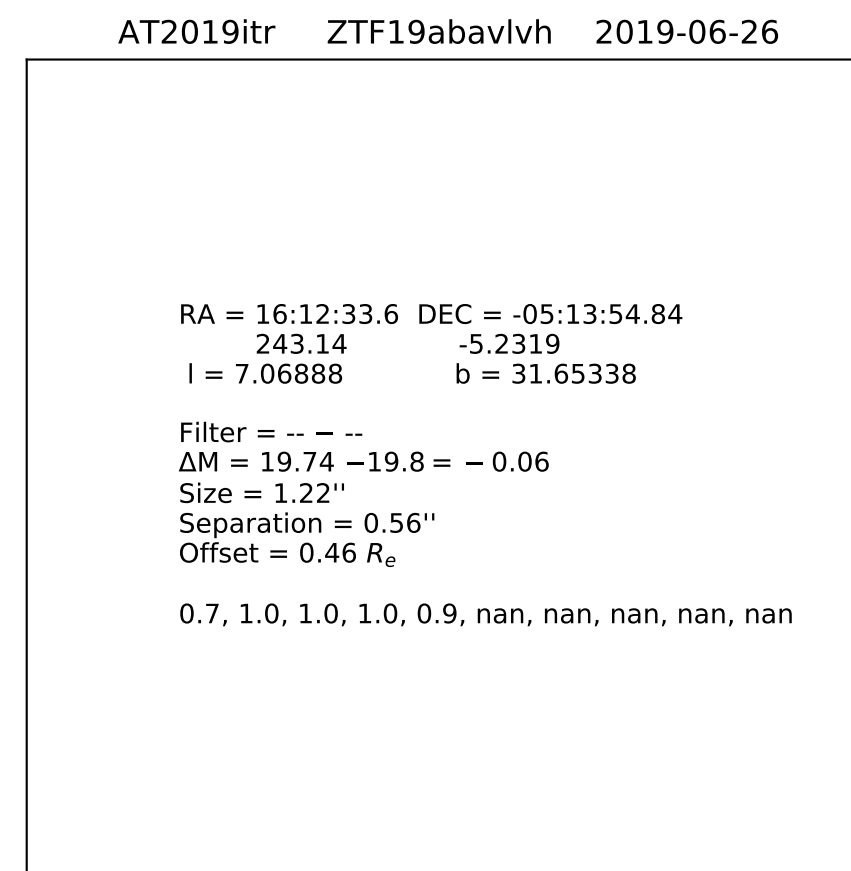 AT2019itr ZTF19abavlvh 2019-06-26
RA = 16:12:33.6 DEC = -05:13:54.84
243.14 -5.2319
l = 7.06888 b = 31.65338
Filter = -- − --
ΔM = 19.74 −19.8 = − 0.06
Size = 1.22''
Separation = 0.56''
Offset = 0.46 Re
0.7, 1.0, 1.0, 1.0, 0.9, nan, nan, nan, nan, nan